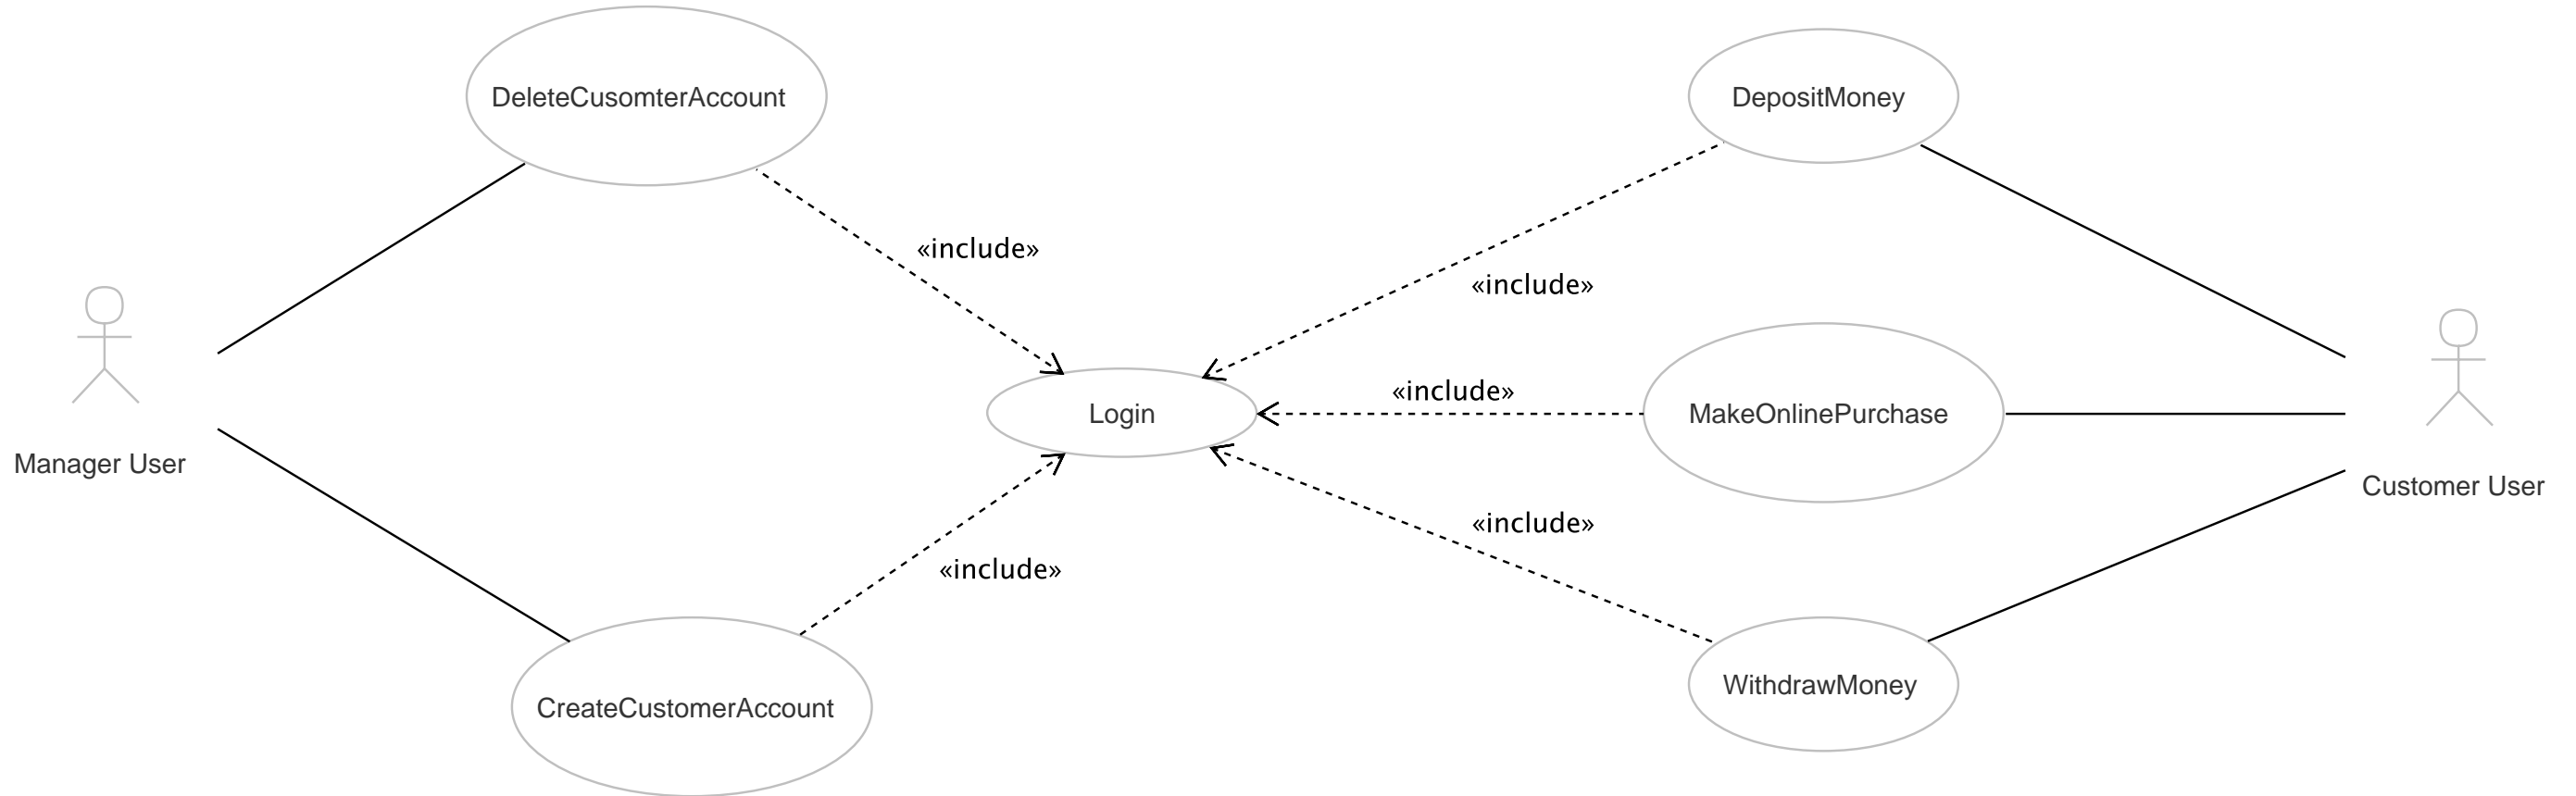 DeleteCusomterAccount
DepositMoney
«include»
«include»
«include»
Login
MakeOnlinePurchase
Manager User
Customer User
«include»
«include»
WithdrawMoney
CreateCustomerAccount